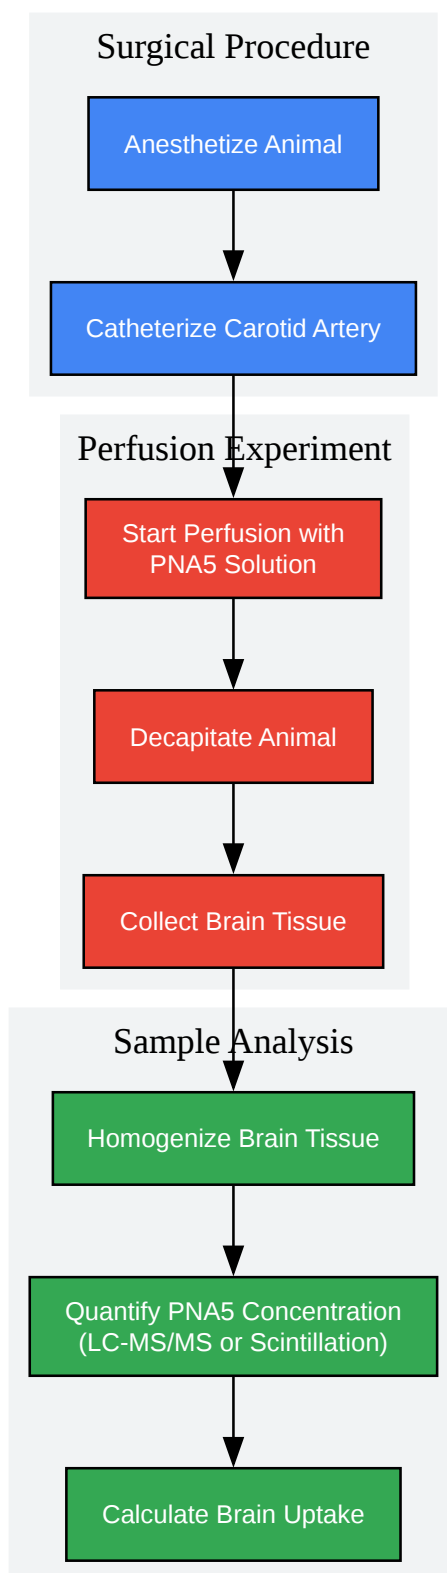 Surgical Procedure
Anesthetize Animal
Catheterize Carotid Artery
Perfusion Experiment
Start Perfusion with
PNA5 Solution
Decapitate Animal
Collect Brain Tissue
Sample Analysis
Homogenize Brain Tissue
Quantify PNA5 Concentration
(LC-MS/MS or Scintillation)
Calculate Brain Uptake